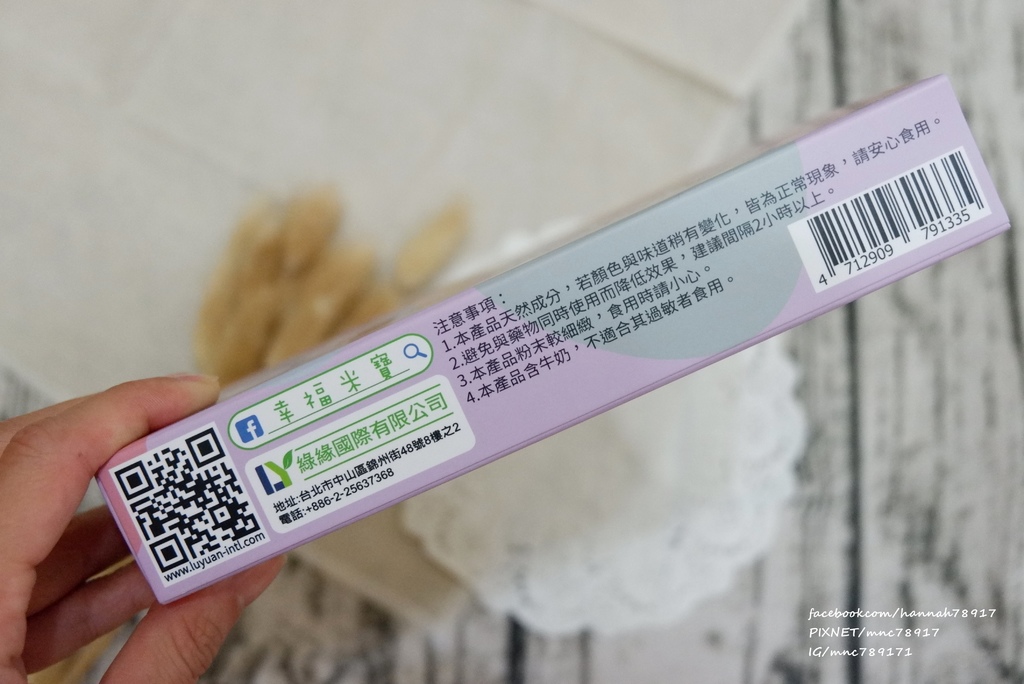 注意事項：
1.本產品天然成分，若顏色與味道稍有變化，皆為正常現象，請安心食用。
2.避免與藥物同時使用而降低效果，建議間隔2小時以上。
3.本產品粉末較細緻，食用時請小心。
4.本產品含牛奶，不適合其過敏者食用。
4 712909 791335
幸福米寶
LY 綠緣國際有限公司
地址:台北市中山區錦州街48號8樓之2
電話:+886-2-25637368
www.luyuan-intl.com
facebookcom/hannah78917
PIXNET/mnc78917
IG/mnc789171